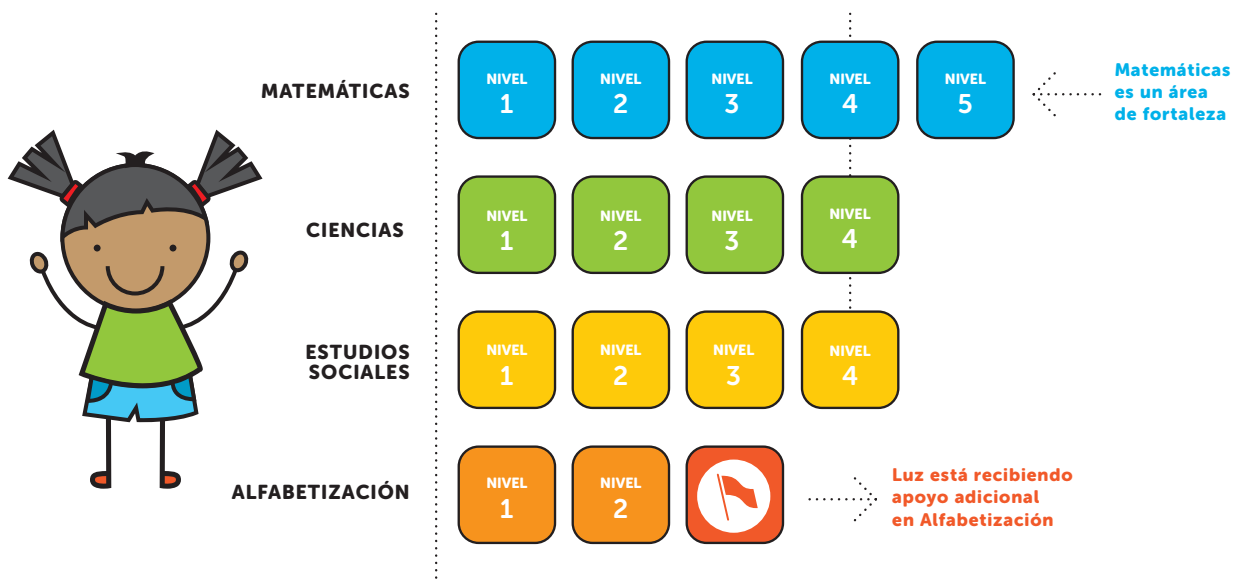 MATEMÁTICAS
NIVEL
1
NIVEL
2
NIVEL
3
NIVEL
4
NIVEL
5
Matemáticas
es un área
de fortaleza
CIENCIAS
NIVEL
1
NIVEL
2
NIVEL
3
NIVEL
4
ESTUDIOS
SOCIALES
NIVEL
1
NIVEL
2
NIVEL
3
NIVEL
4
ALFABETIZACIÓN
NIVEL
1
NIVEL
2
Luz está recibiendo
apoyo adicional
en Alfabetización